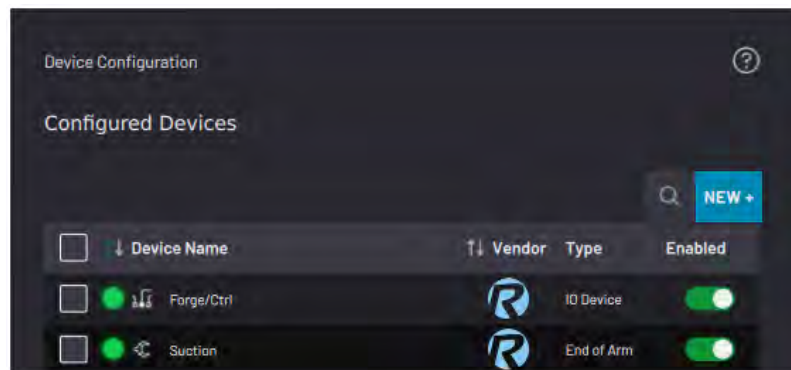 Device Configuration
?
Configured Devices
NEW +
↓ Device Name ↑↓ Vendor Type Enabled
Forge/Ctrl R IO Device
Suction R End of Arm